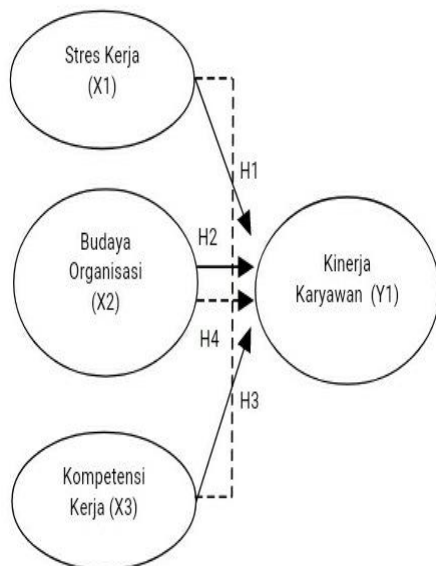 Stres Kerja
(X1)
H1
Budaya
Organisasi
(X2)
H2
Kinerja
Karyawan (Y1)
H4
H3
Kompetensi
Kerja (X3)